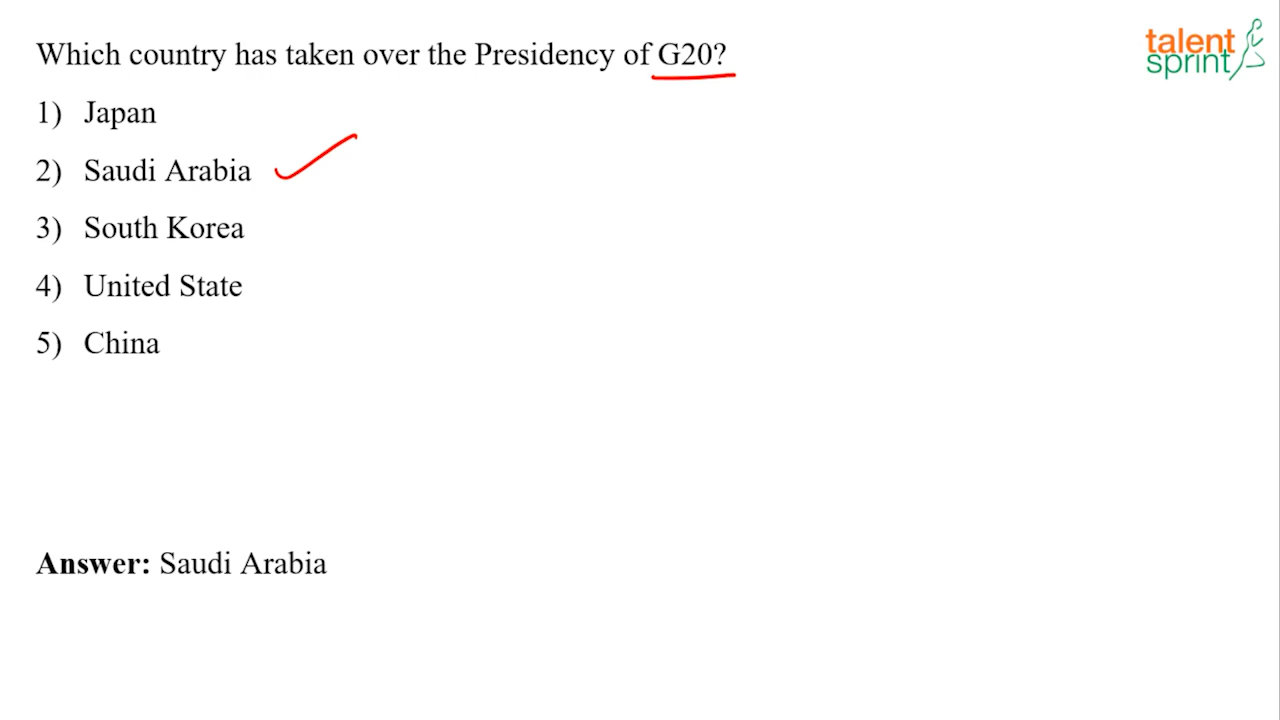 Which country has taken over the Presidency of G20?
talent
sprint
1) Japan
2) Saudi Arabia
3) South Korea
4) United State
5) China
Answer: Saudi Arabia